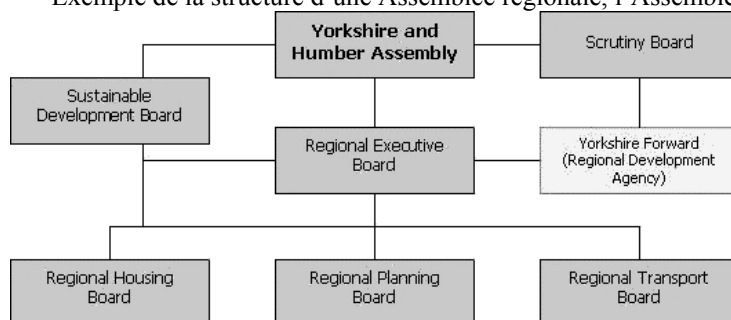 Exemple de la structure d'une Assemblée régionale, l'Assemblé
Yorkshire and
Humber Assembly
Scrutiny Board
Sustainable
Development Board
Regional Executive
Board
Yorkshire Forward
(Regional Development
Agency)
Regional Housing
Board
Regional Planning
Board
Regional Transport
Board